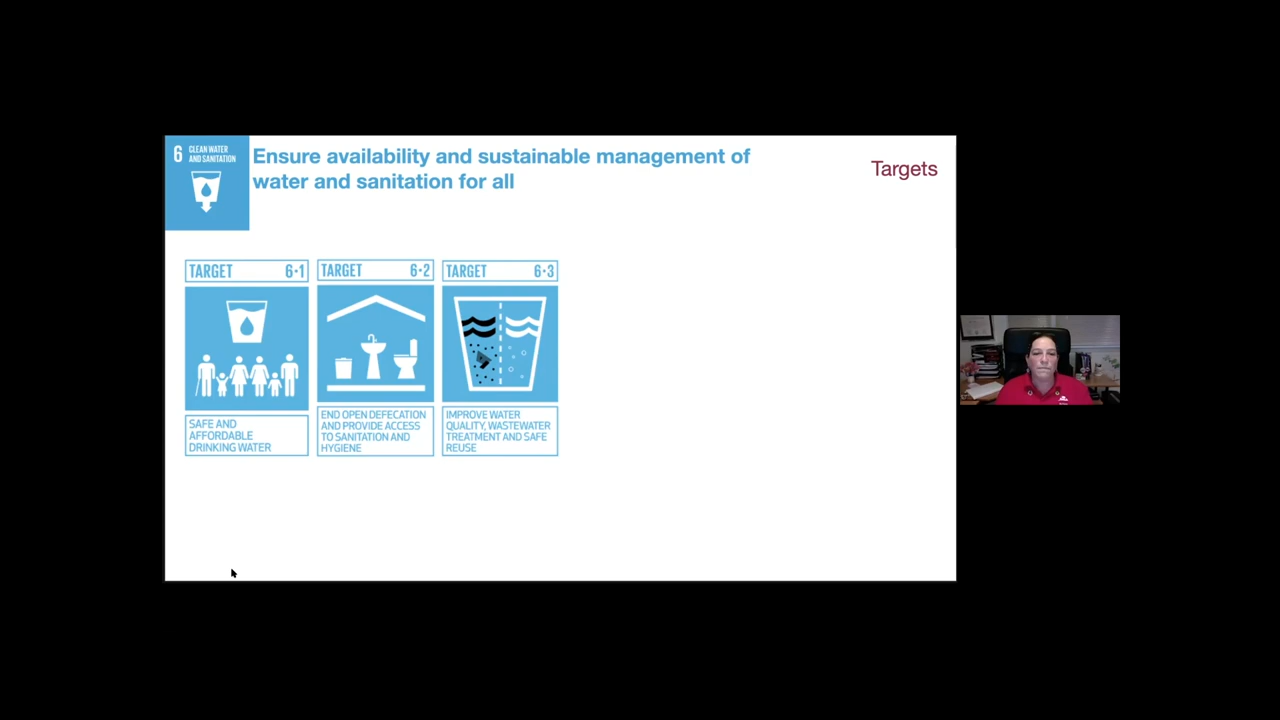 6 CLEAN WATER
AND SANITATION
Ensure availability and sustainable management of
water and sanitation for all
Targets
TARGET 6·1
SAFE AND
AFFORDABLE
DRINKING WATER
TARGET 6·2
END OPEN DEFECATION
AND PROVIDE ACCESS
TO SANITATION AND
HYGIENE
TARGET 6·3
IMPROVE WATER
QUALITY, WASTEWATER
TREATMENT AND SAFE
REUSE